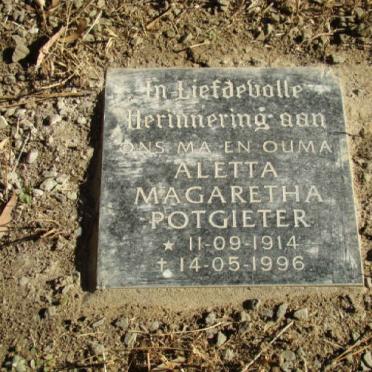 In Liefdevolle
Herinnering aan
ONS MA EN OUMA
ALETTA
MAGARETHA
POTGIETER
★ 11-09-1914
† 14-05-1996